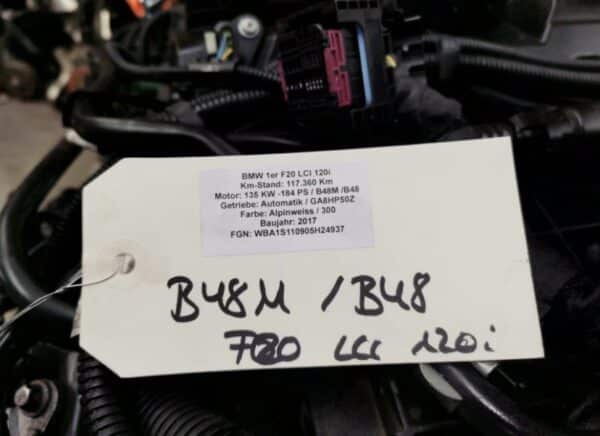 BMW 1er F20 LCI 120i
Km-Stand: 117.360 Km
Motor: 135 KW -184 PS / B48M /B48
Getriebe: Automatik / GA8HP50Z
Farbe: Alpinweiss / 300
Baujahr: 2017
FGN: WBA1S110905H24937
B48M / B48
F20 LCI 120i